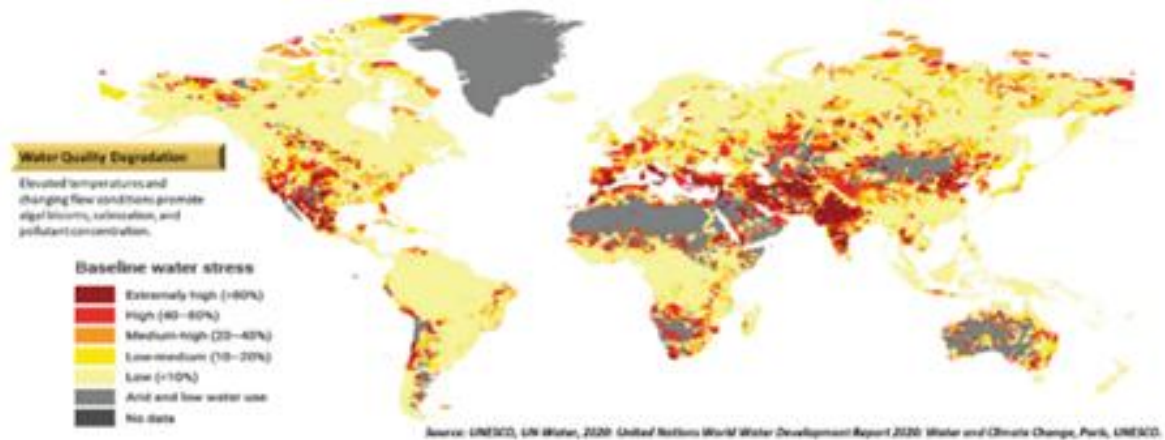 Water Quality Degradation
Elevated temperatures and
changing flow conditions promote
algal blooms, salinization, and
pollutant concentration.
Baseline water stress
Extremely high (>80%)
High (40–80%)
Medium-high (20–40%)
Low-medium (10–20%)
Low (<10%)
Arid and low water use
No data
Source: UNESCO, UN-Water, 2020: United Nations World Water Development Report 2020: Water and Climate Change, Paris, UNESCO.